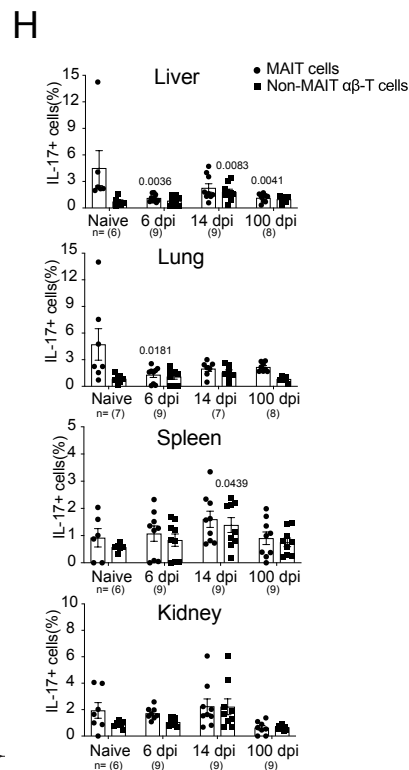 H
Liver
MAIT cells
Non-MAIT αβ-T cells
IL-17+ cells(%)
15
12
9
6
3
0
0.0036
0.0083
0.0041
Naive 6 dpi 14 dpi 100 dpi
n= (6) (9) (9) (8)
Lung
IL-17+ cells(%)
15
12
9
6
3
0
0.0181
Naive 6 dpi 14 dpi 100 dpi
n= (7) (9) (7) (8)
Spleen
IL-17+ cells(%)
5
4
3
2
1
0
0.0439
Naive 6 dpi 14 dpi 100 dpi
n= (6) (9) (9) (9)
Kidney
IL-17+ cells(%)
10
8
6
4
2
0
Naive 6 dpi 14 dpi 100 dpi
n= (6) (9) (9) (9)